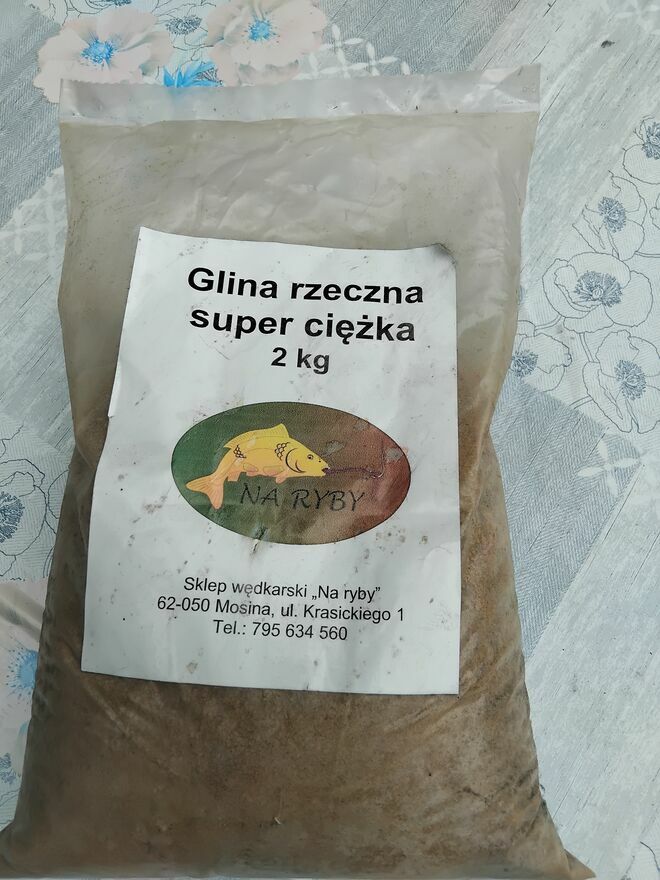 Glina rzeczna
super ciężka
2 kg
NA RYBY
Sklep wędkarski „Na ryby”
62-050 Mosina, ul. Krasickiego 1
Tel.: 795 634 560